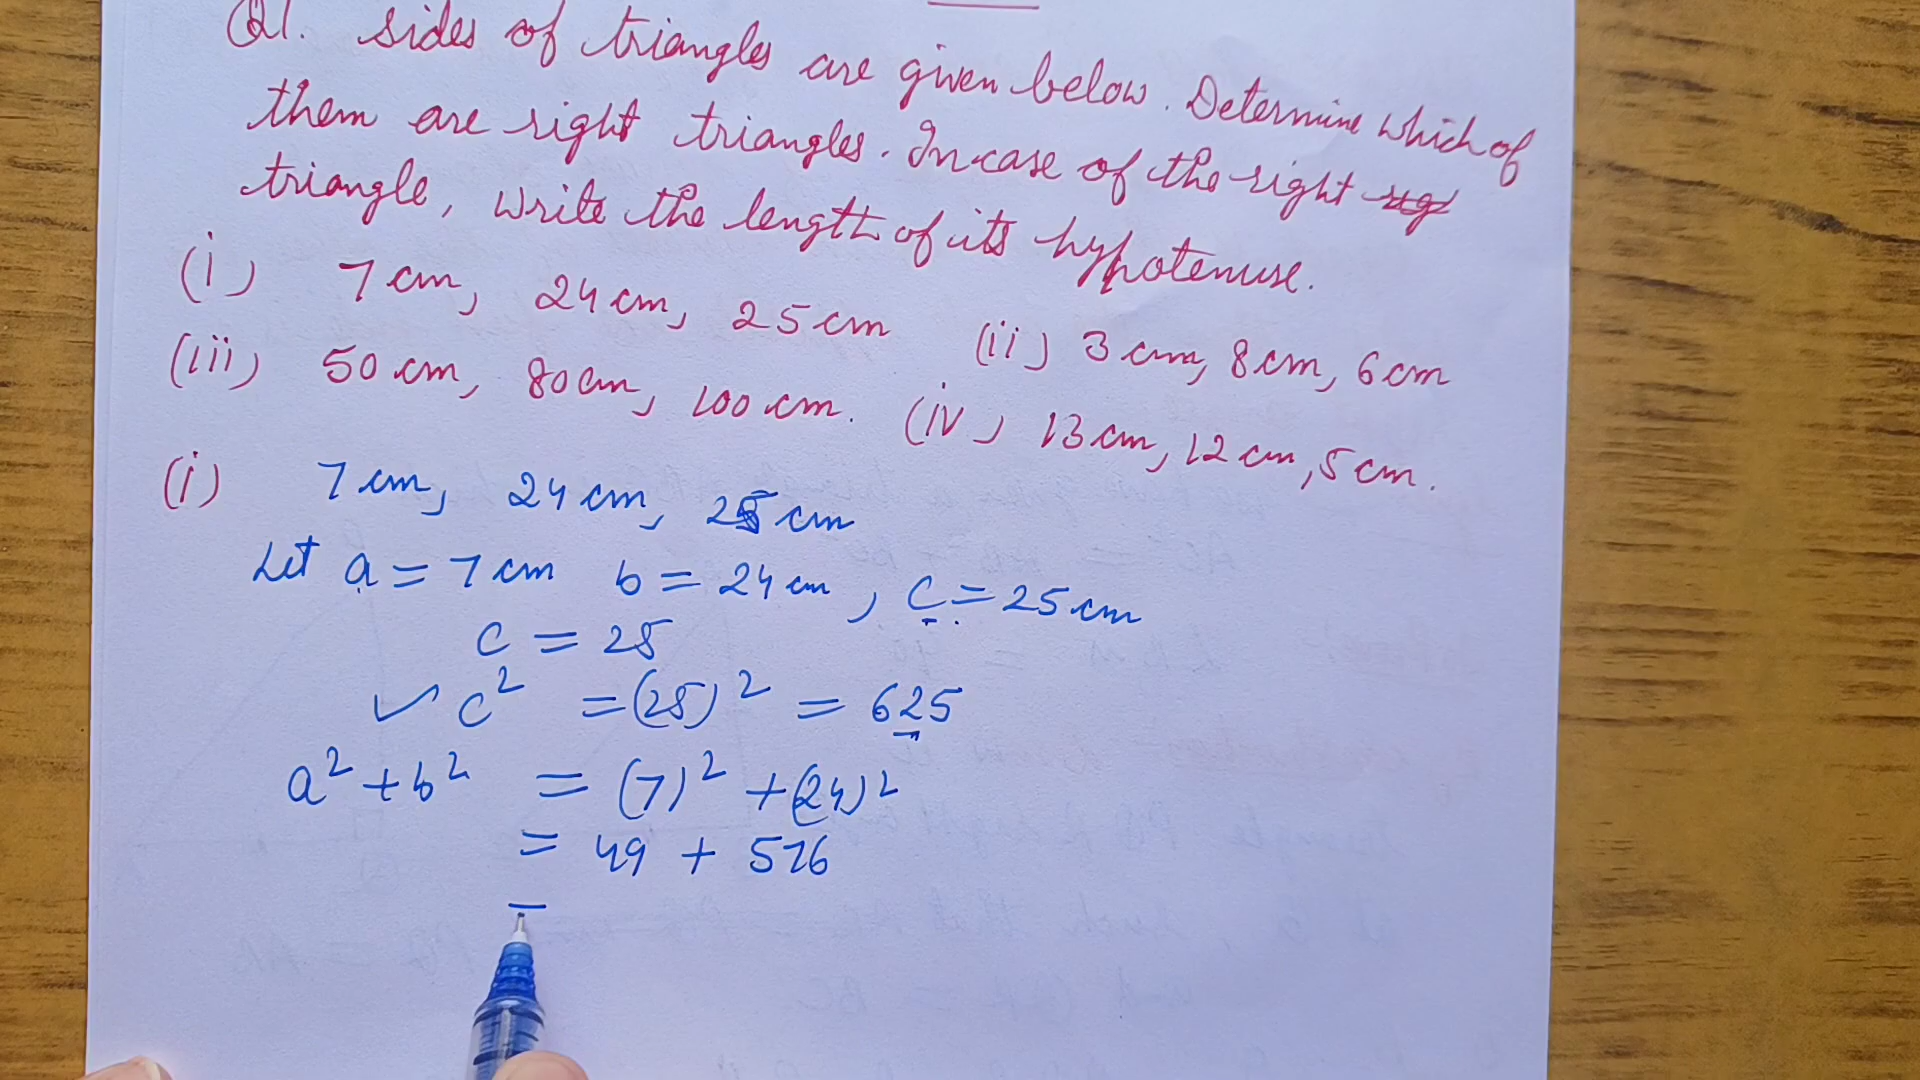 Q1. Sides of triangles are given below. Determine which of
them are right triangles. In case of the right
triangle, write the length of its hypotenuse.
(i) 7 cm, 24 cm, 25 cm (ii) 3 cm, 8 cm, 6 cm
(iii) 50 cm, 80 cm, 100 cm. (iv) 13 cm, 12 cm, 5 cm.
(i) 7 cm, 24 cm, 25 cm
Let a = 7 cm b = 24 cm, c = 25 cm
c = 25
✓ c² = (25)² = 625
a² + b² = (7)² + (24)²
= 49 + 576